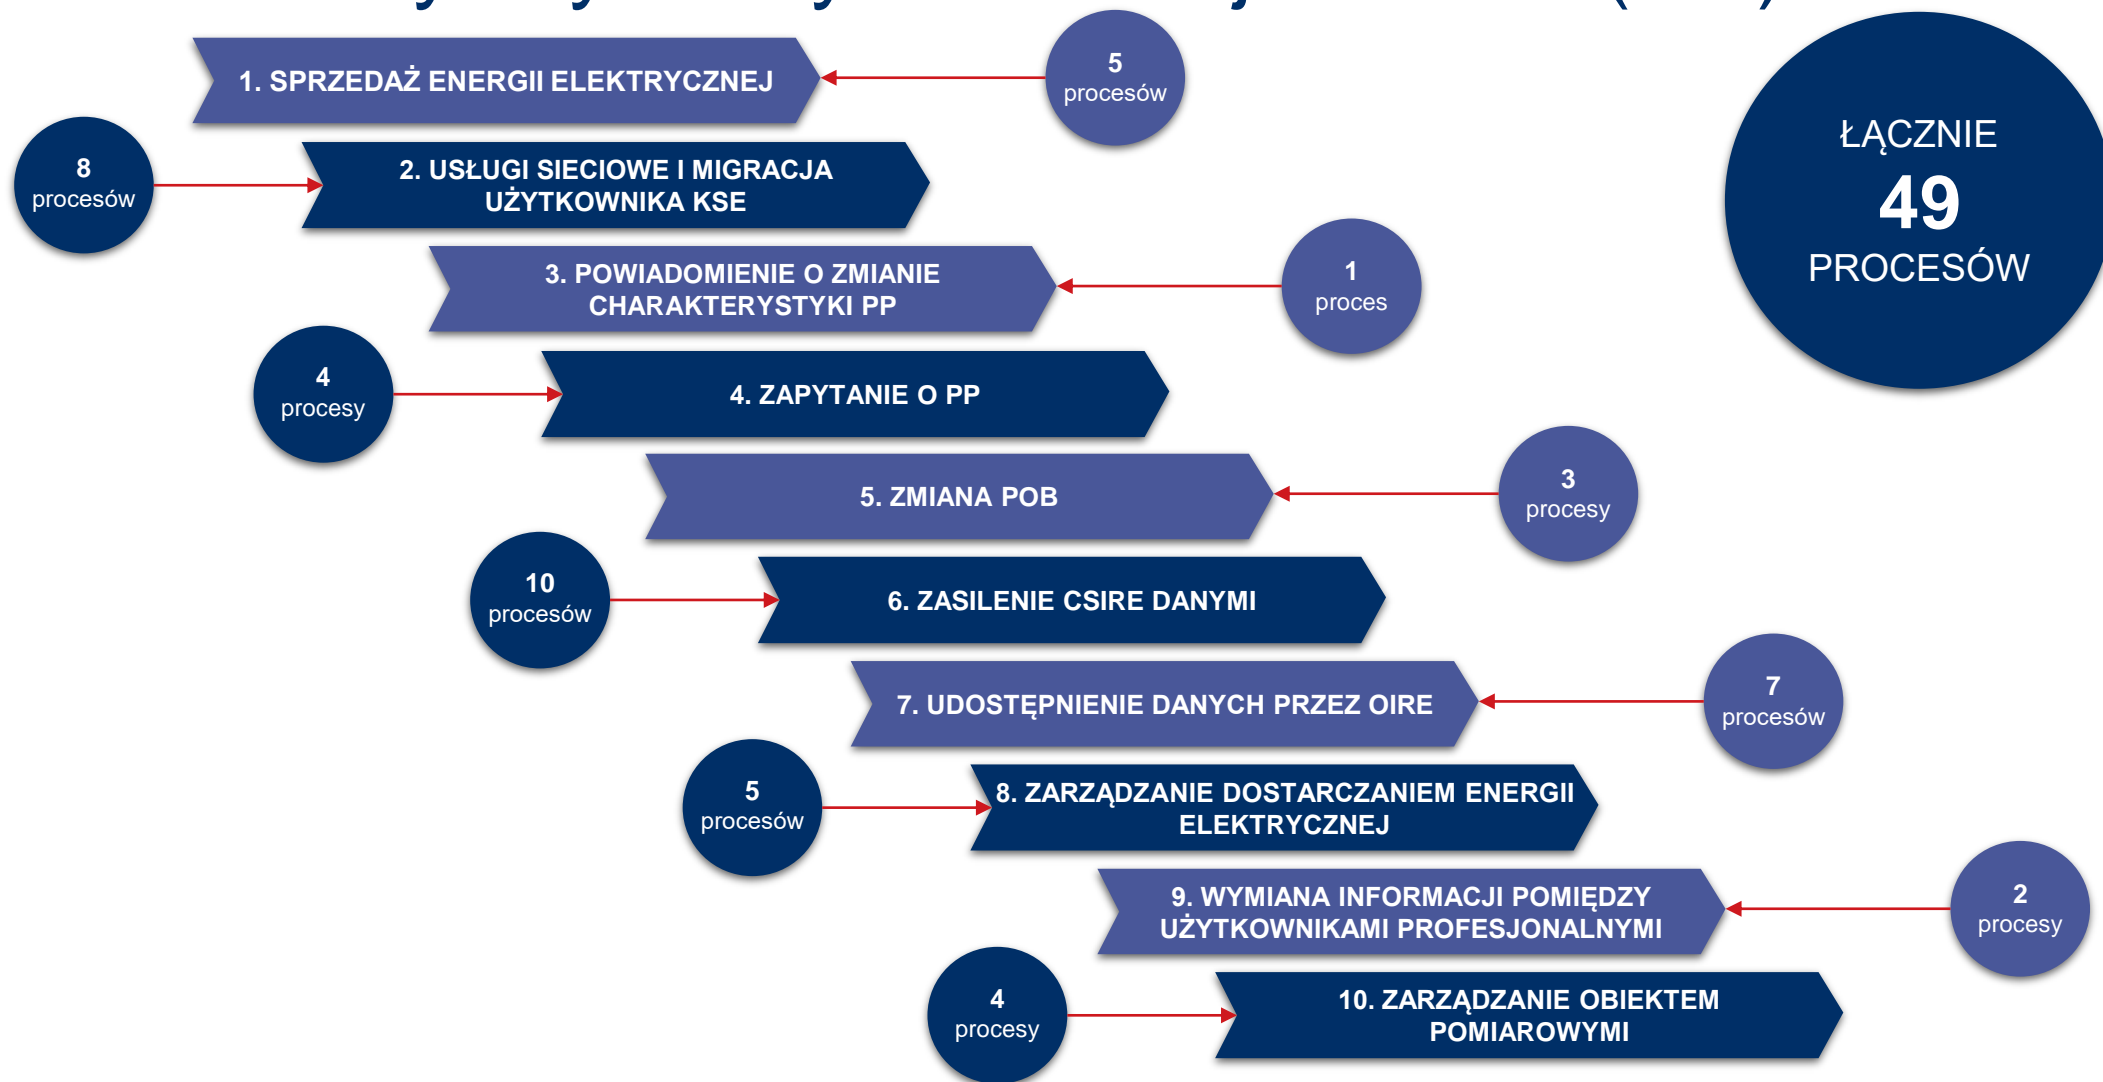 1. SPRZEDAŻ ENERGII ELEKTRYCZNEJ
5
procesów
ŁĄCZNIE
49
PROCESÓW
8
procesów
2. USŁUGI SIECIOWE I MIGRACJA
UŻYTKOWNIKA KSE
3. POWIADOMIENIE O ZMIANIE
CHARAKTERYSTYKI PP
1
proces
4
procesy
4. ZAPYTANIE O PP
5. ZMIANA POB
3
procesy
10
procesów
6. ZASILENIE CSIRE DANYMI
7. UDOSTĘPNIENIE DANYCH PRZEZ OIRE
7
procesów
5
procesów
8. ZARZĄDZANIE DOSTARCZANIEM ENERGII
ELEKTRYCZNEJ
9. WYMIANA INFORMACJI POMIĘDZY
UŻYTKOWNIKAMI PROFESJONALNYMI
2
procesy
4
procesy
10. ZARZĄDZANIE OBIEKTEM
POMIAROWYMI